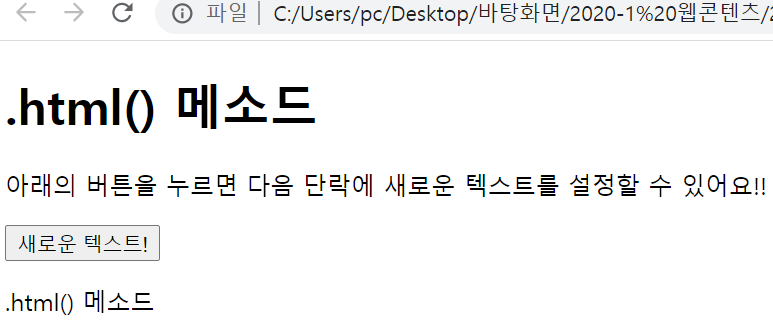 파일 C:/Users/pc/Desktop/바탕화면/2020-1%20웹콘텐츠/
.html() 메소드
아래의 버튼을 누르면 다음 단락에 새로운 텍스트를 설정할 수 있어요!!
새로운 텍스트!
.html() 메소드